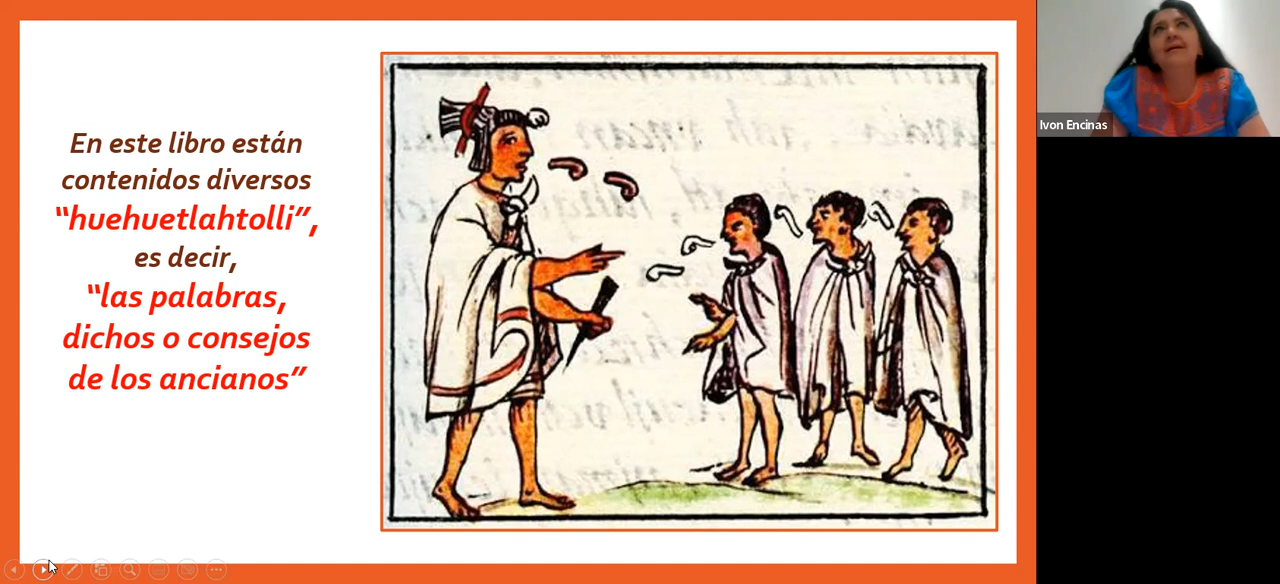 En este libro están
contenidos diversos
“huehuetlahtolli”,
es decir,
“las palabras,
dichos o consejos
de los ancianos”
Ivon Encinas